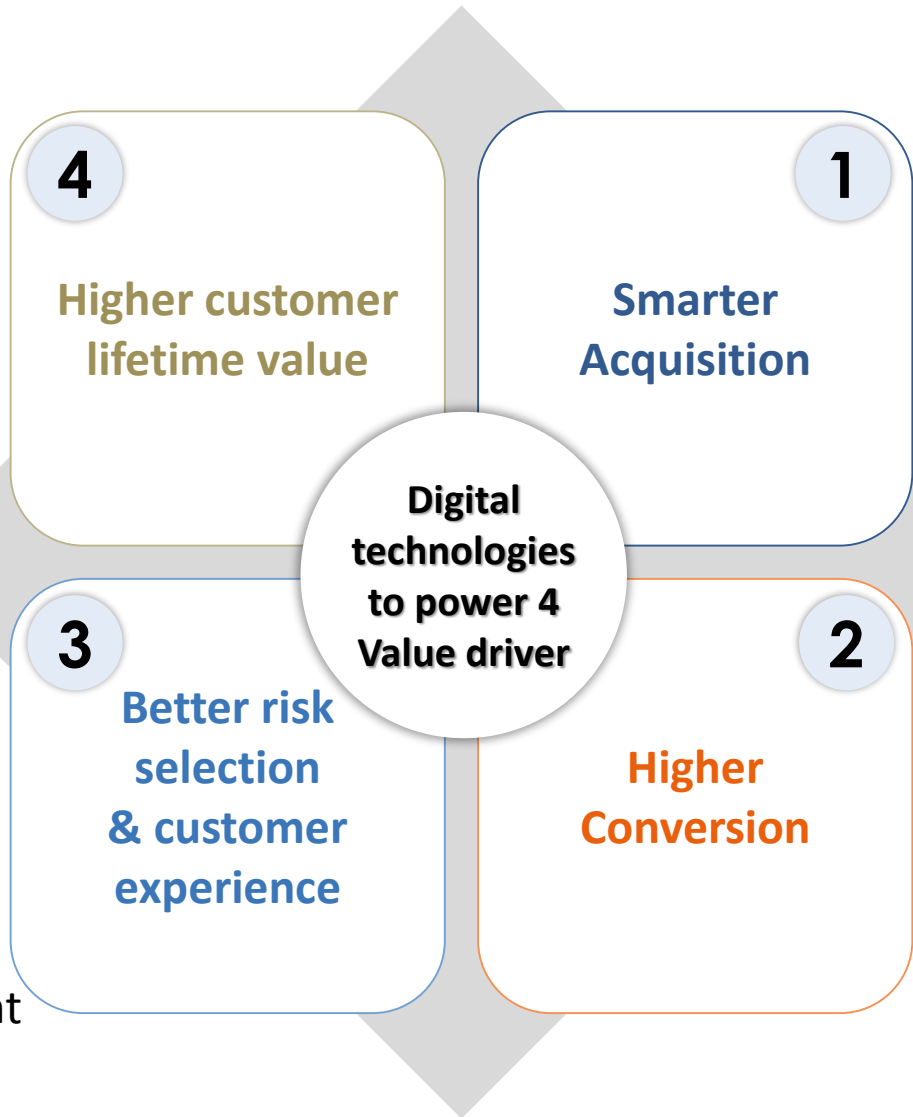 4
Higher customer
lifetime value
1
Smarter
Acquisition
Digital
technologies
to power 4
Value driver
3
Better risk
selection
& customer
experience
2
Higher
Conversion